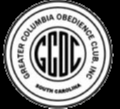 GREATER COLUMBIA OBEDIENCE CLUB, INC
GCOC
SOUTH CAROLINA